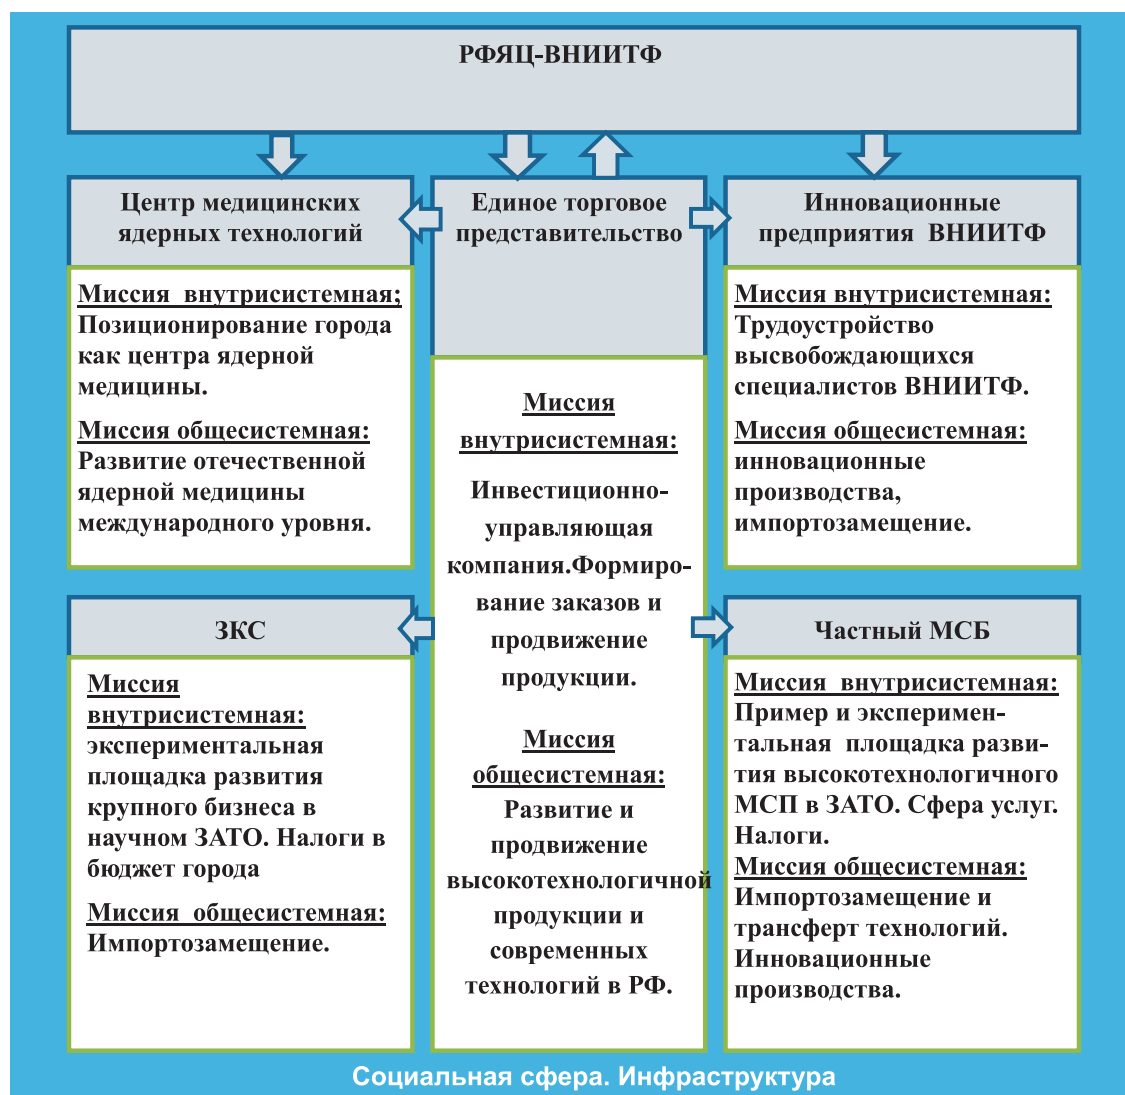 РФЯЦ-ВНИИТФ
Центр медицинских
ядерных технологий
Миссия внутрисистемная;
Позиционирование города
как центра ядерной
медицины.
Миссия общесистемная:
Развитие отечественной
ядерной медицины
международного уровня.
Единое торговое
представительство
Миссия
внутрисистемная:
Инвестиционно-
управляющая
компания.Формиро-
вание заказов и
продвижение
продукции.
Миссия
общесистемная:
Развитие и
продвижение
высокотехнологичной
продукции и
современных
технологий в РФ.
Инновационные
предприятия ВНИИТФ
Миссия внутрисистемная:
Трудоустройство
высвобождающихся
специалистов ВНИИТФ.
Миссия общесистемная:
инновационные
производства,
импортозамещение.
ЗКС
Миссия
внутрисистемная:
экспериментальная
площадка развития
крупного бизнеса в
научном ЗАТО. Налоги в
бюджет города
Миссия общесистемная:
Импортозамещение.
Частный МСБ
Миссия внутрисистемная:
Пример и эксперимен-
тальная площадка разви-
тия высокотехнологичного
МСП в ЗАТО. Сфера услуг.
Налоги.
Миссия общесистемная:
Импортозамещение и
трансферт технологий.
Инновационные
производства.
Социальная сфера. Инфраструктура